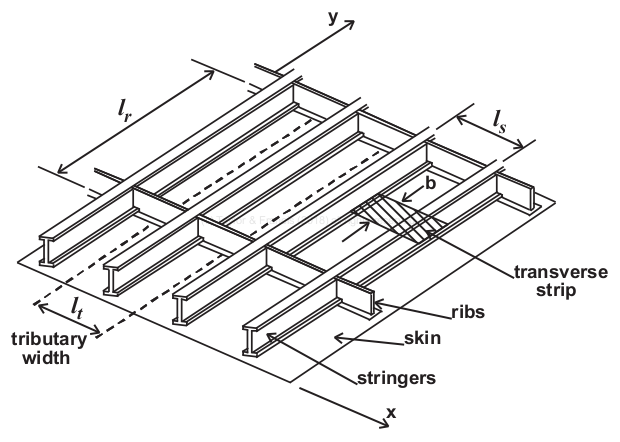 y
l_r
l_s
b
transverse
strip
l_t
tributary
width
ribs
skin
stringers
x